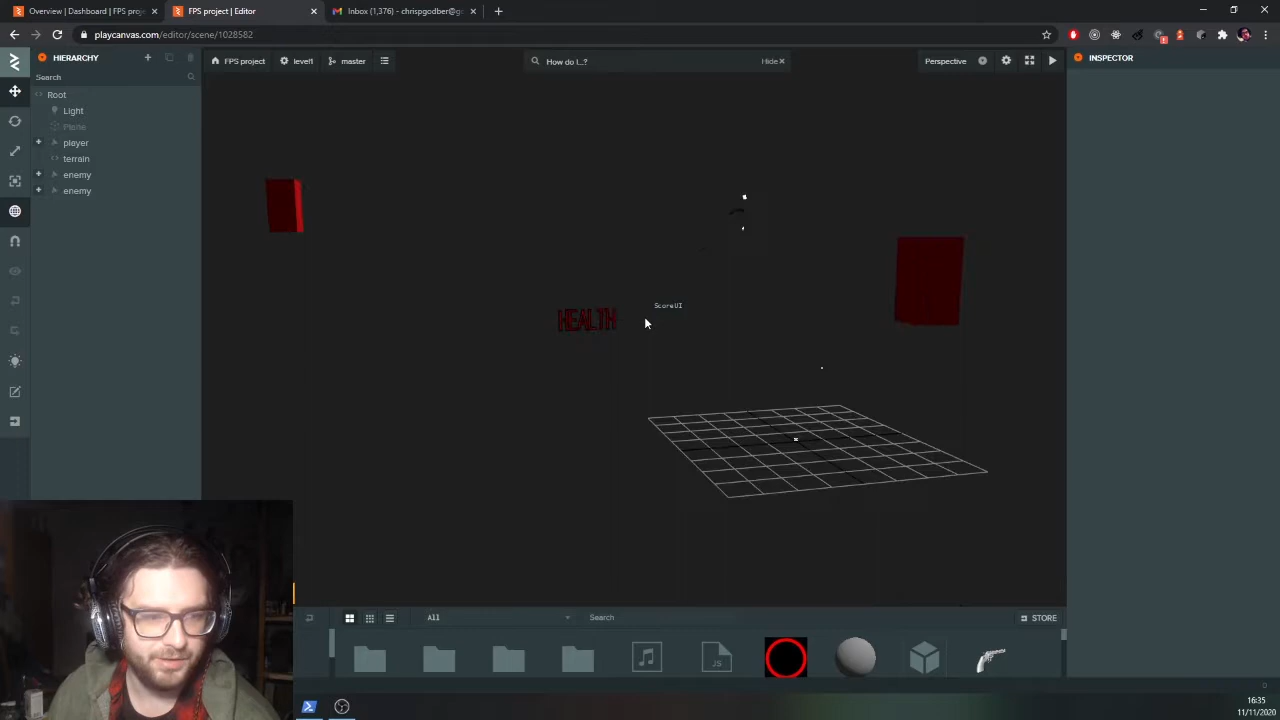 Overview | Dashboard | FPS proje
FPS project | Editor
Inbox (1,376) - chrispgodber@g
playcanvas.com/editor/scene/1028582
HIERARCHY
Search
Root
Light
Plane
player
terrain
enemy
enemy
FPS project
level1
master
How do I...?
Hide
Perspective
INSPECTOR
HEALTH
ScoreUI
All
Search
STORE
JS
16:35
11/11/2020